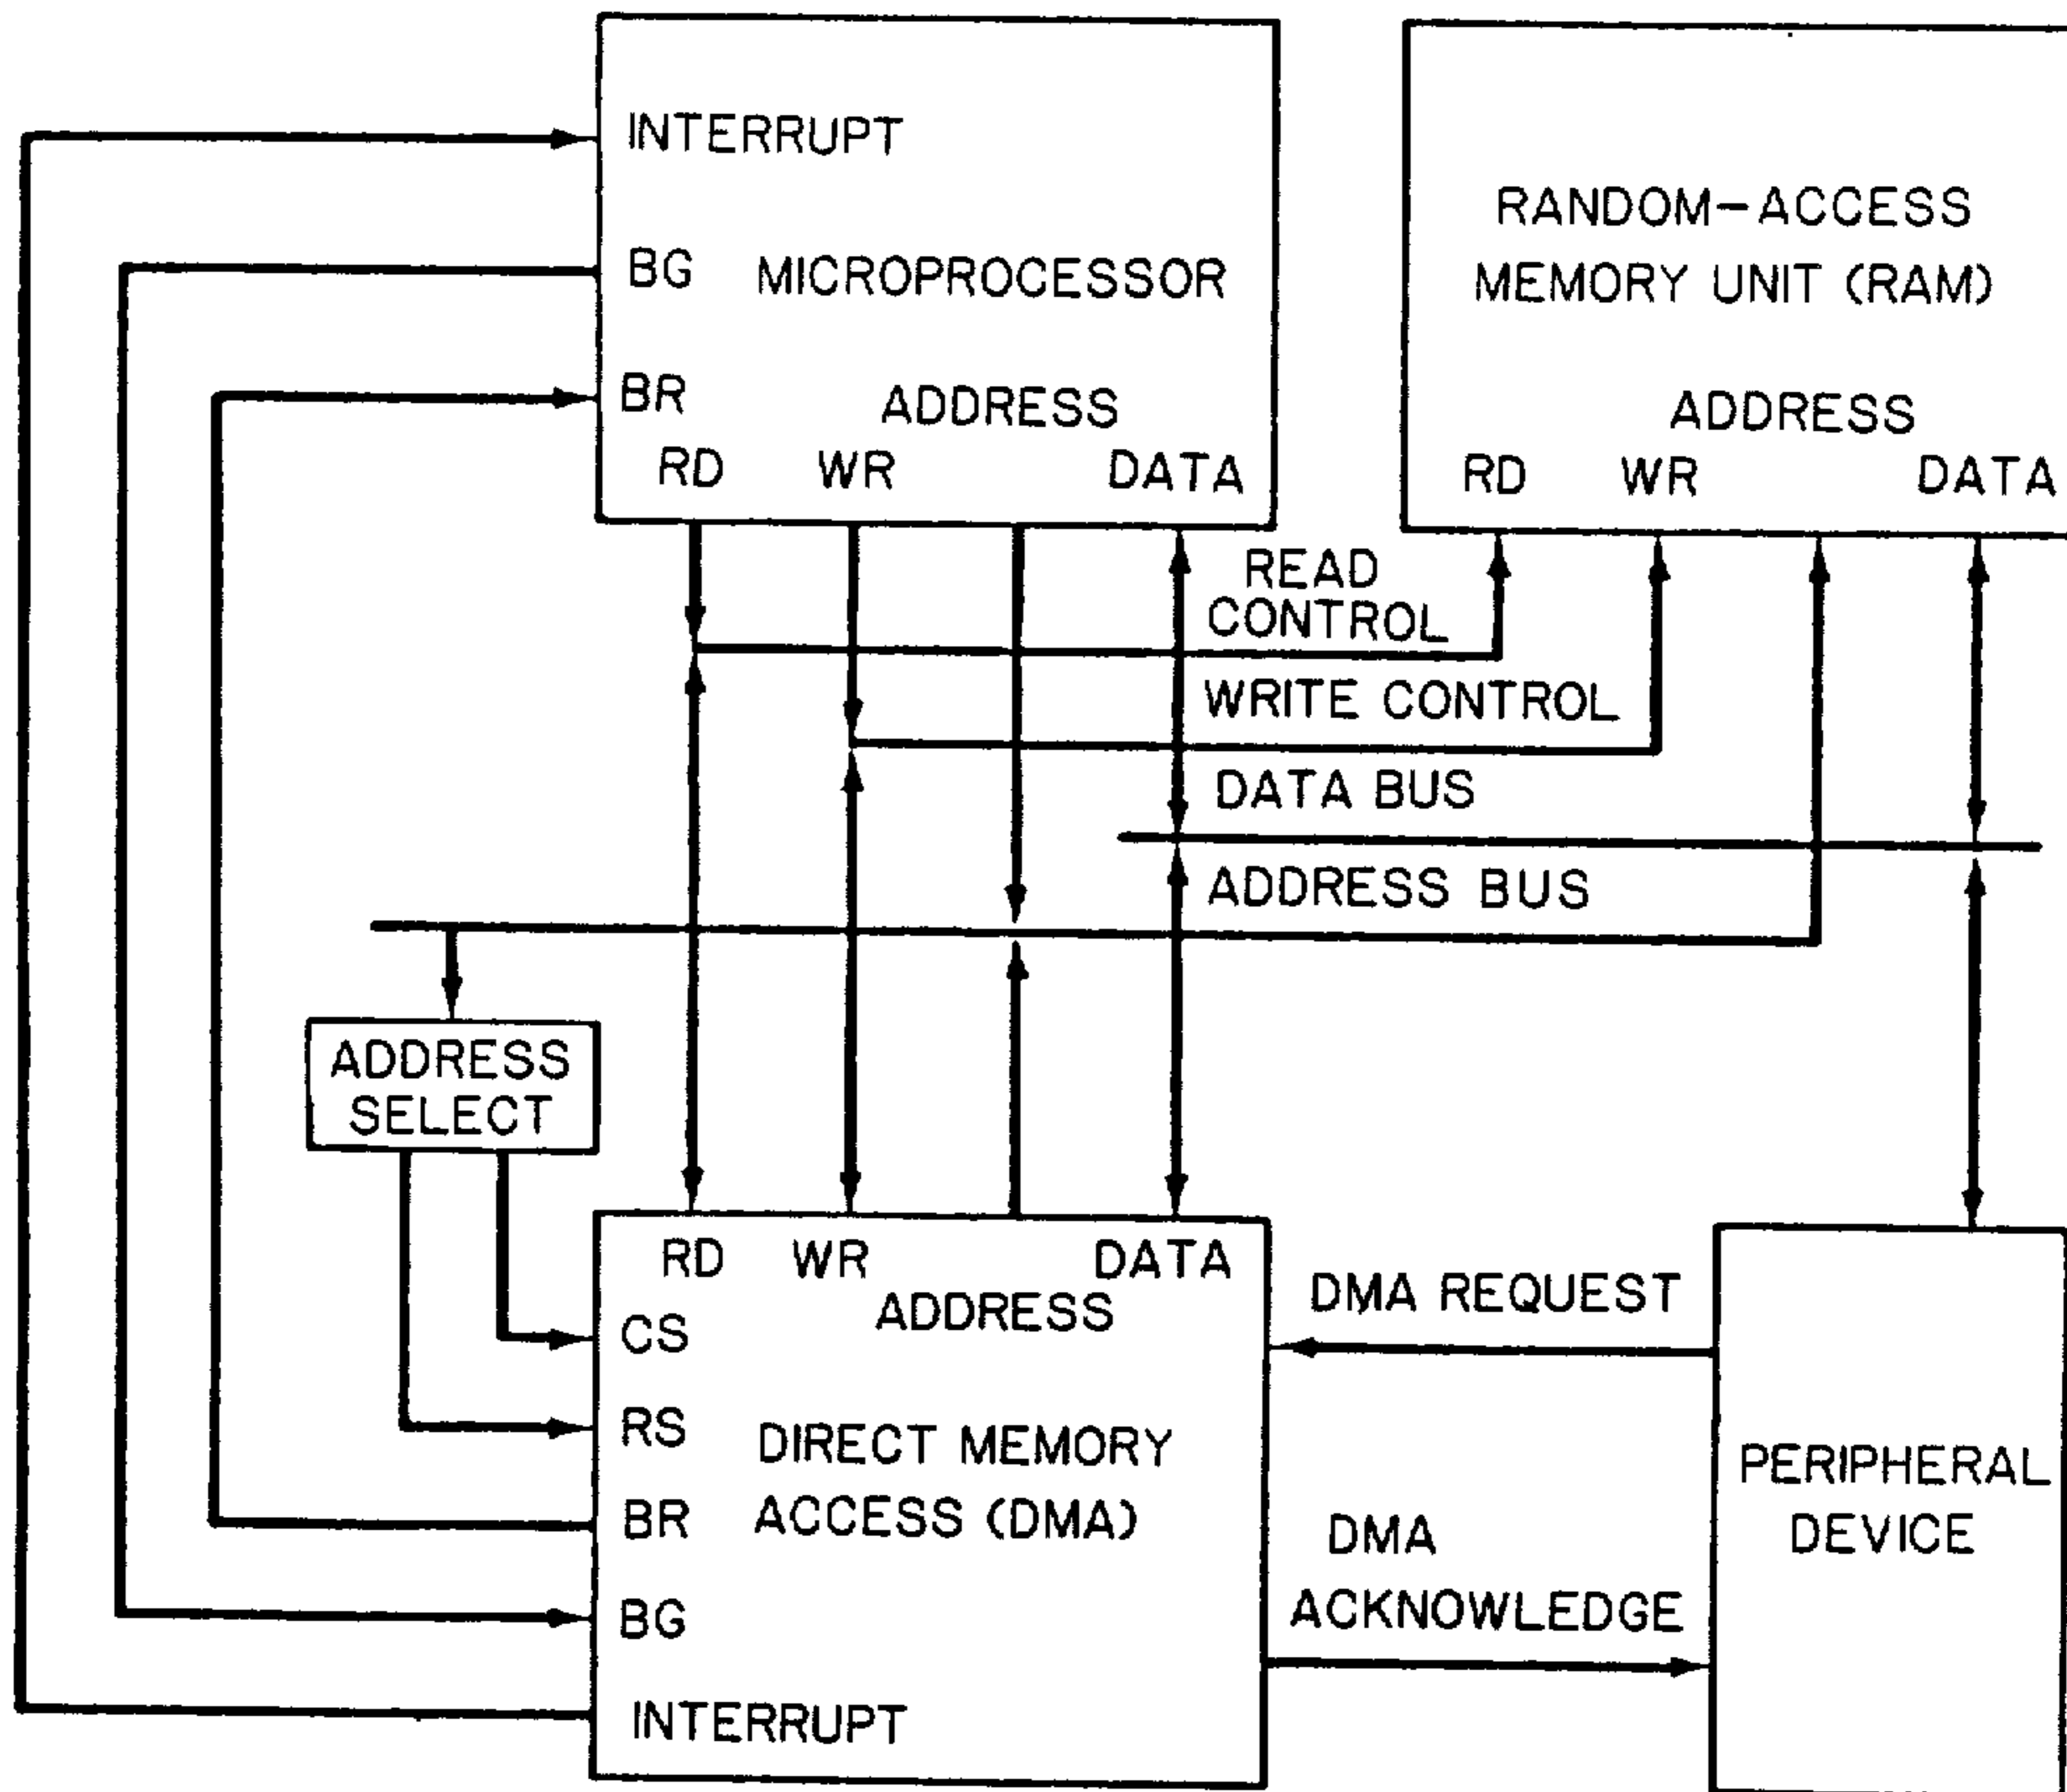 INTERRUPT
BG
MICROPROCESSOR
BR
ADDRESS
RD
WR
DATA
RANDOM-ACCESS
MEMORY UNIT (RAM)
ADDRESS
RD
WR
DATA
READ
CONTROL
WRITE CONTROL
DATA BUS
ADDRESS BUS
ADDRESS
SELECT
RD
WR
DATA
ADDRESS
CS
RS
DIRECT MEMORY
ACCESS (DMA)
BR
BG
INTERRUPT
DMA REQUEST
DMA
ACKNOWLEDGE
PERIPHERAL
DEVICE